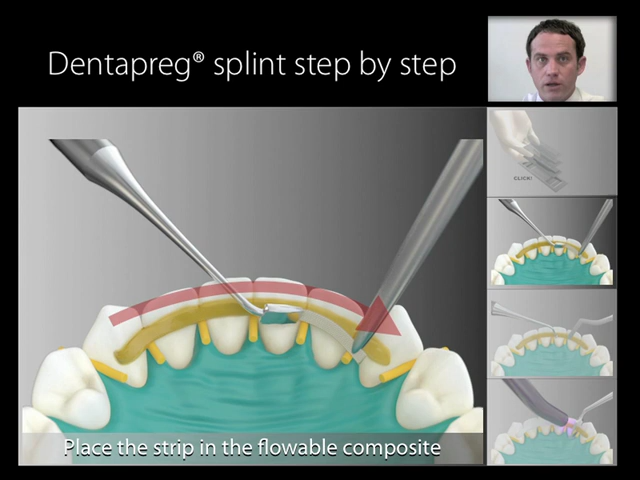 Dentapreg® splint step by step
CLICK!
Place the strip in the flowable composite